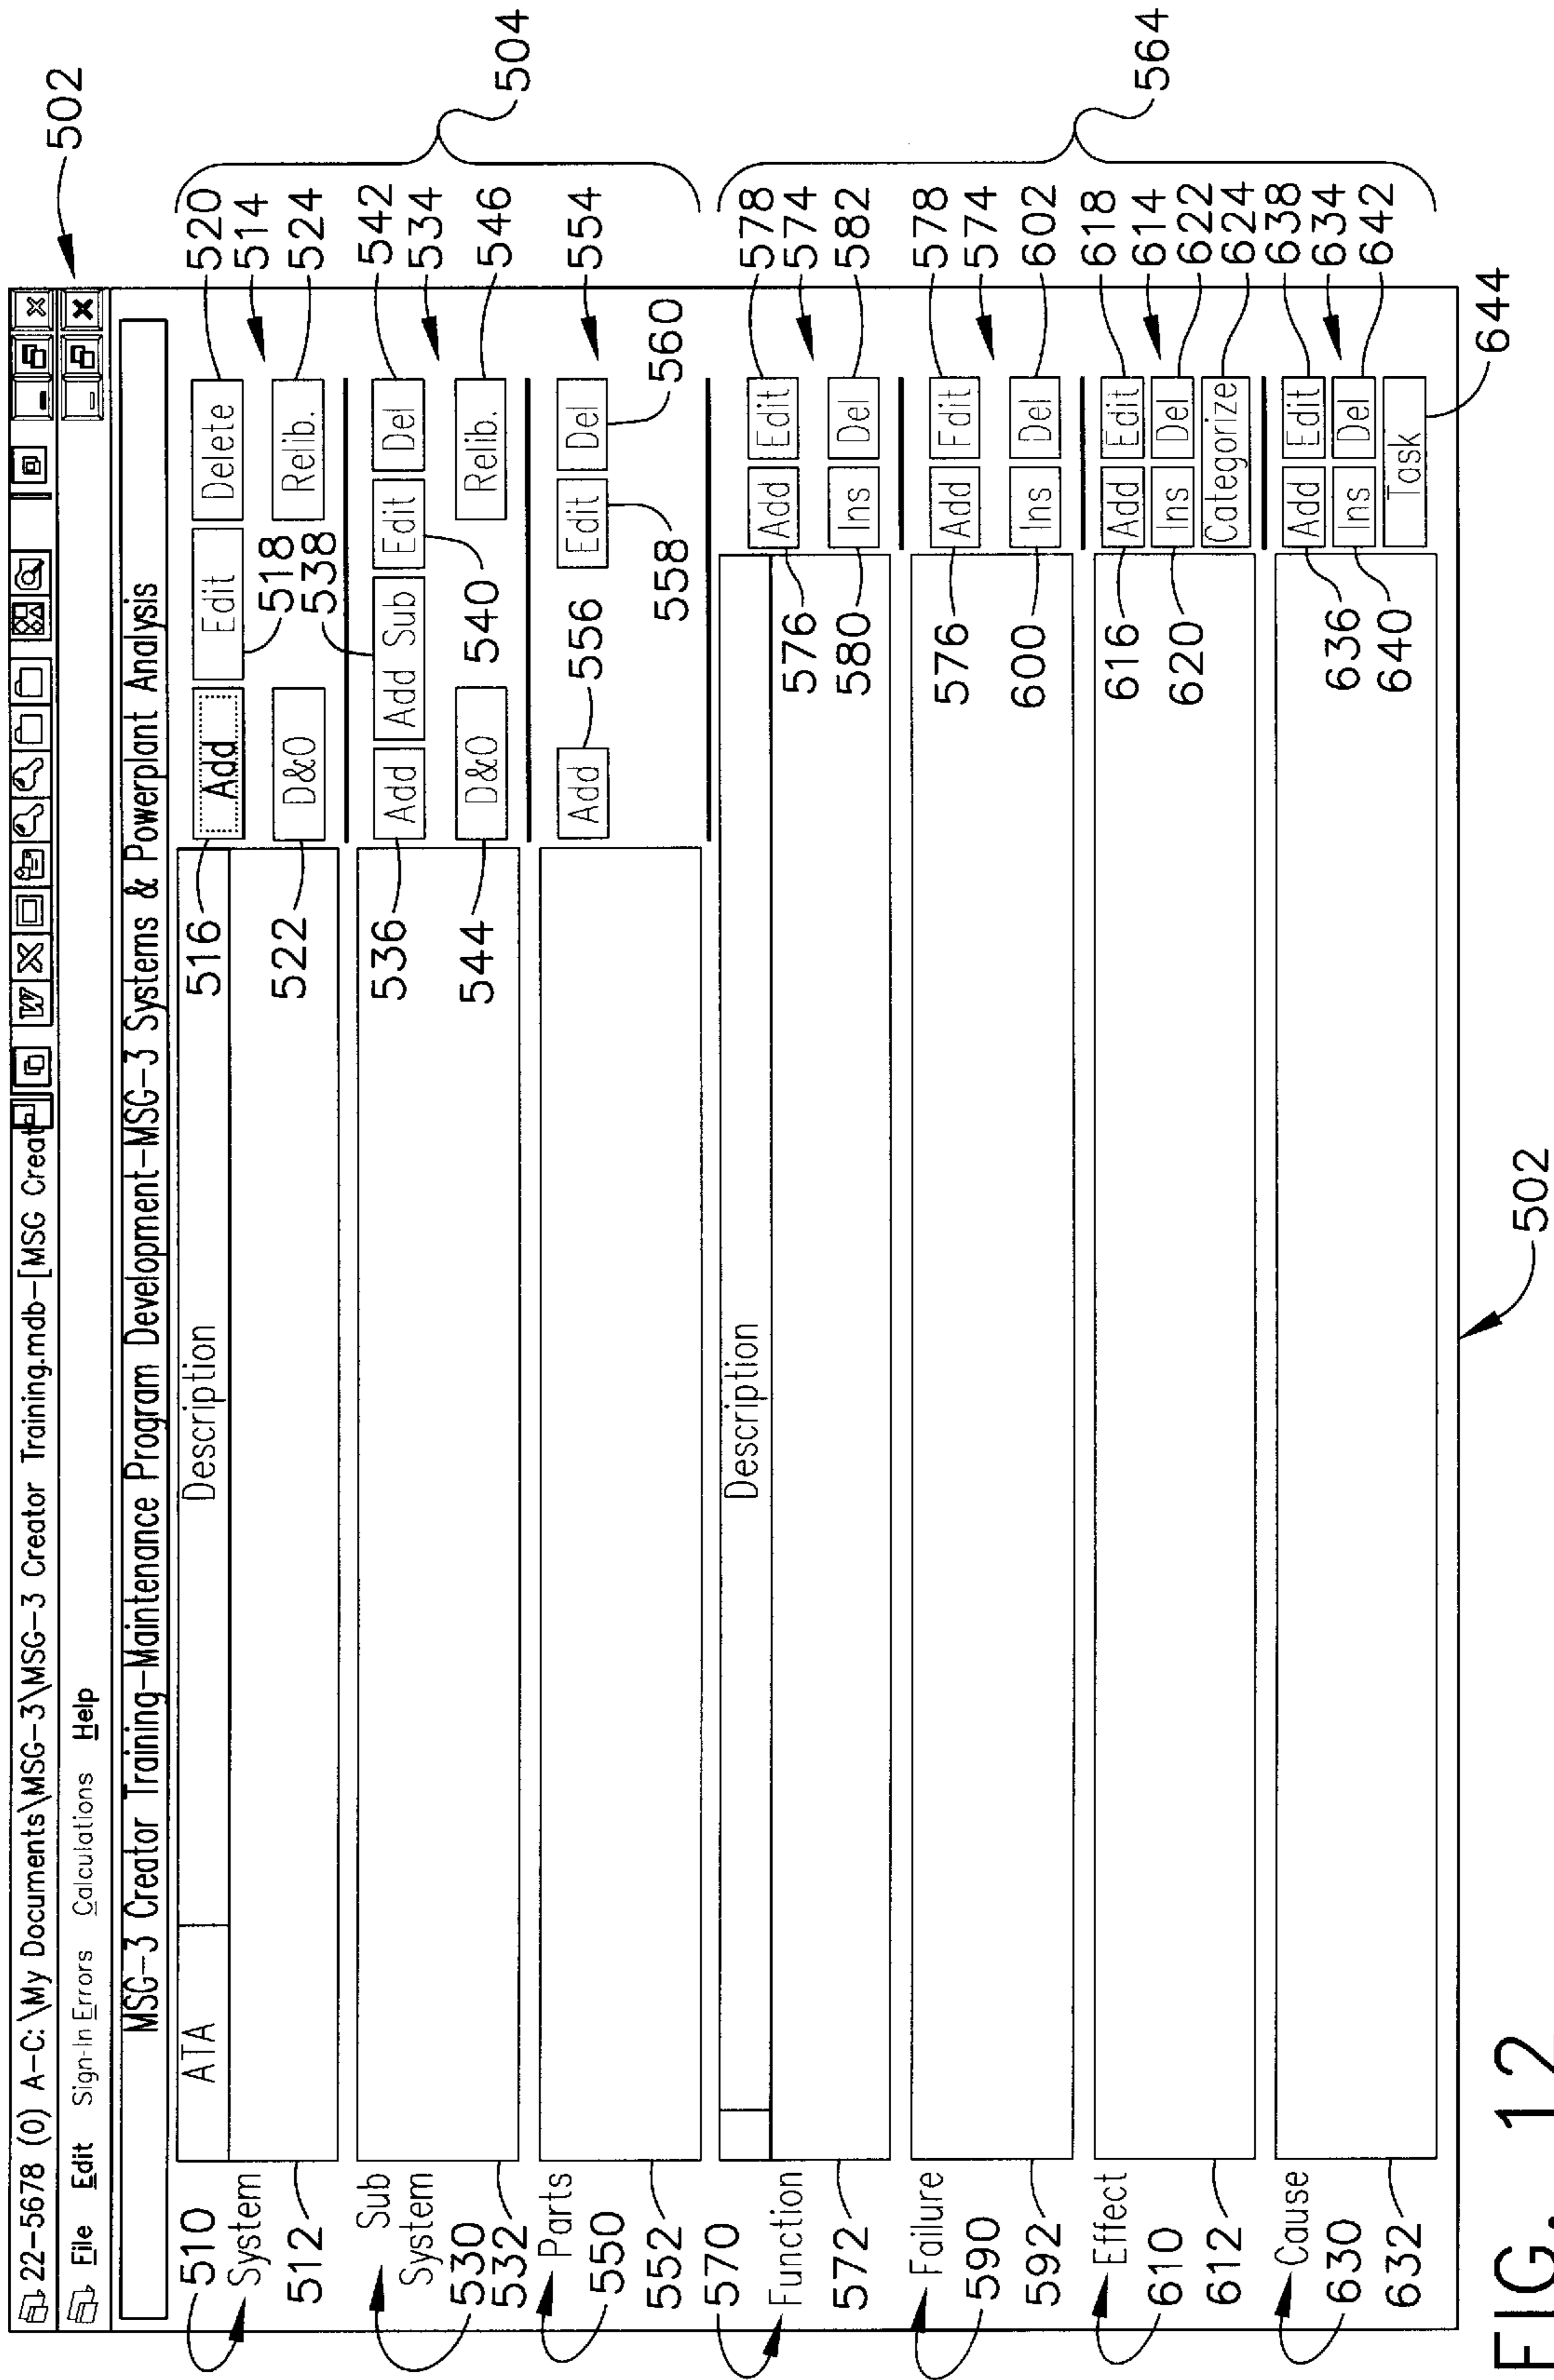 22-5678 (0) A-C:\My Documents\MSG-3\MSG-3 Creator Training.mdb-[MSG Creat
W X
File Edit Sign-In Errors Calculations Help
502
MSG-3 Creator Training-Maintenance Program Development-MSG-3 Systems & Powerplant Analysis
510
System
512
ATA Description
516 Add Edit Delete 520
518 514
522 D&O Relib. 524
504
Sub
System
530
532
538
536 Add Add Sub Edit Del 542
540 534
544 D&O Relib. 546
Parts
550
552
556 554
Add Edit Del
558 560
570
Function
572
Description
Add Edit 578
576 574
580 Ins Del 582
564
Failure
590
592
Add Fdit 578
576 574
600 Ins Del 602
Effect
610
612
616 Add Edit 618
614
620 Ins Del 622
Categorize 624
Cause
630
632
636 Add Edit 638
634
640 Ins Del 642
Task 644
502
FIG. 12